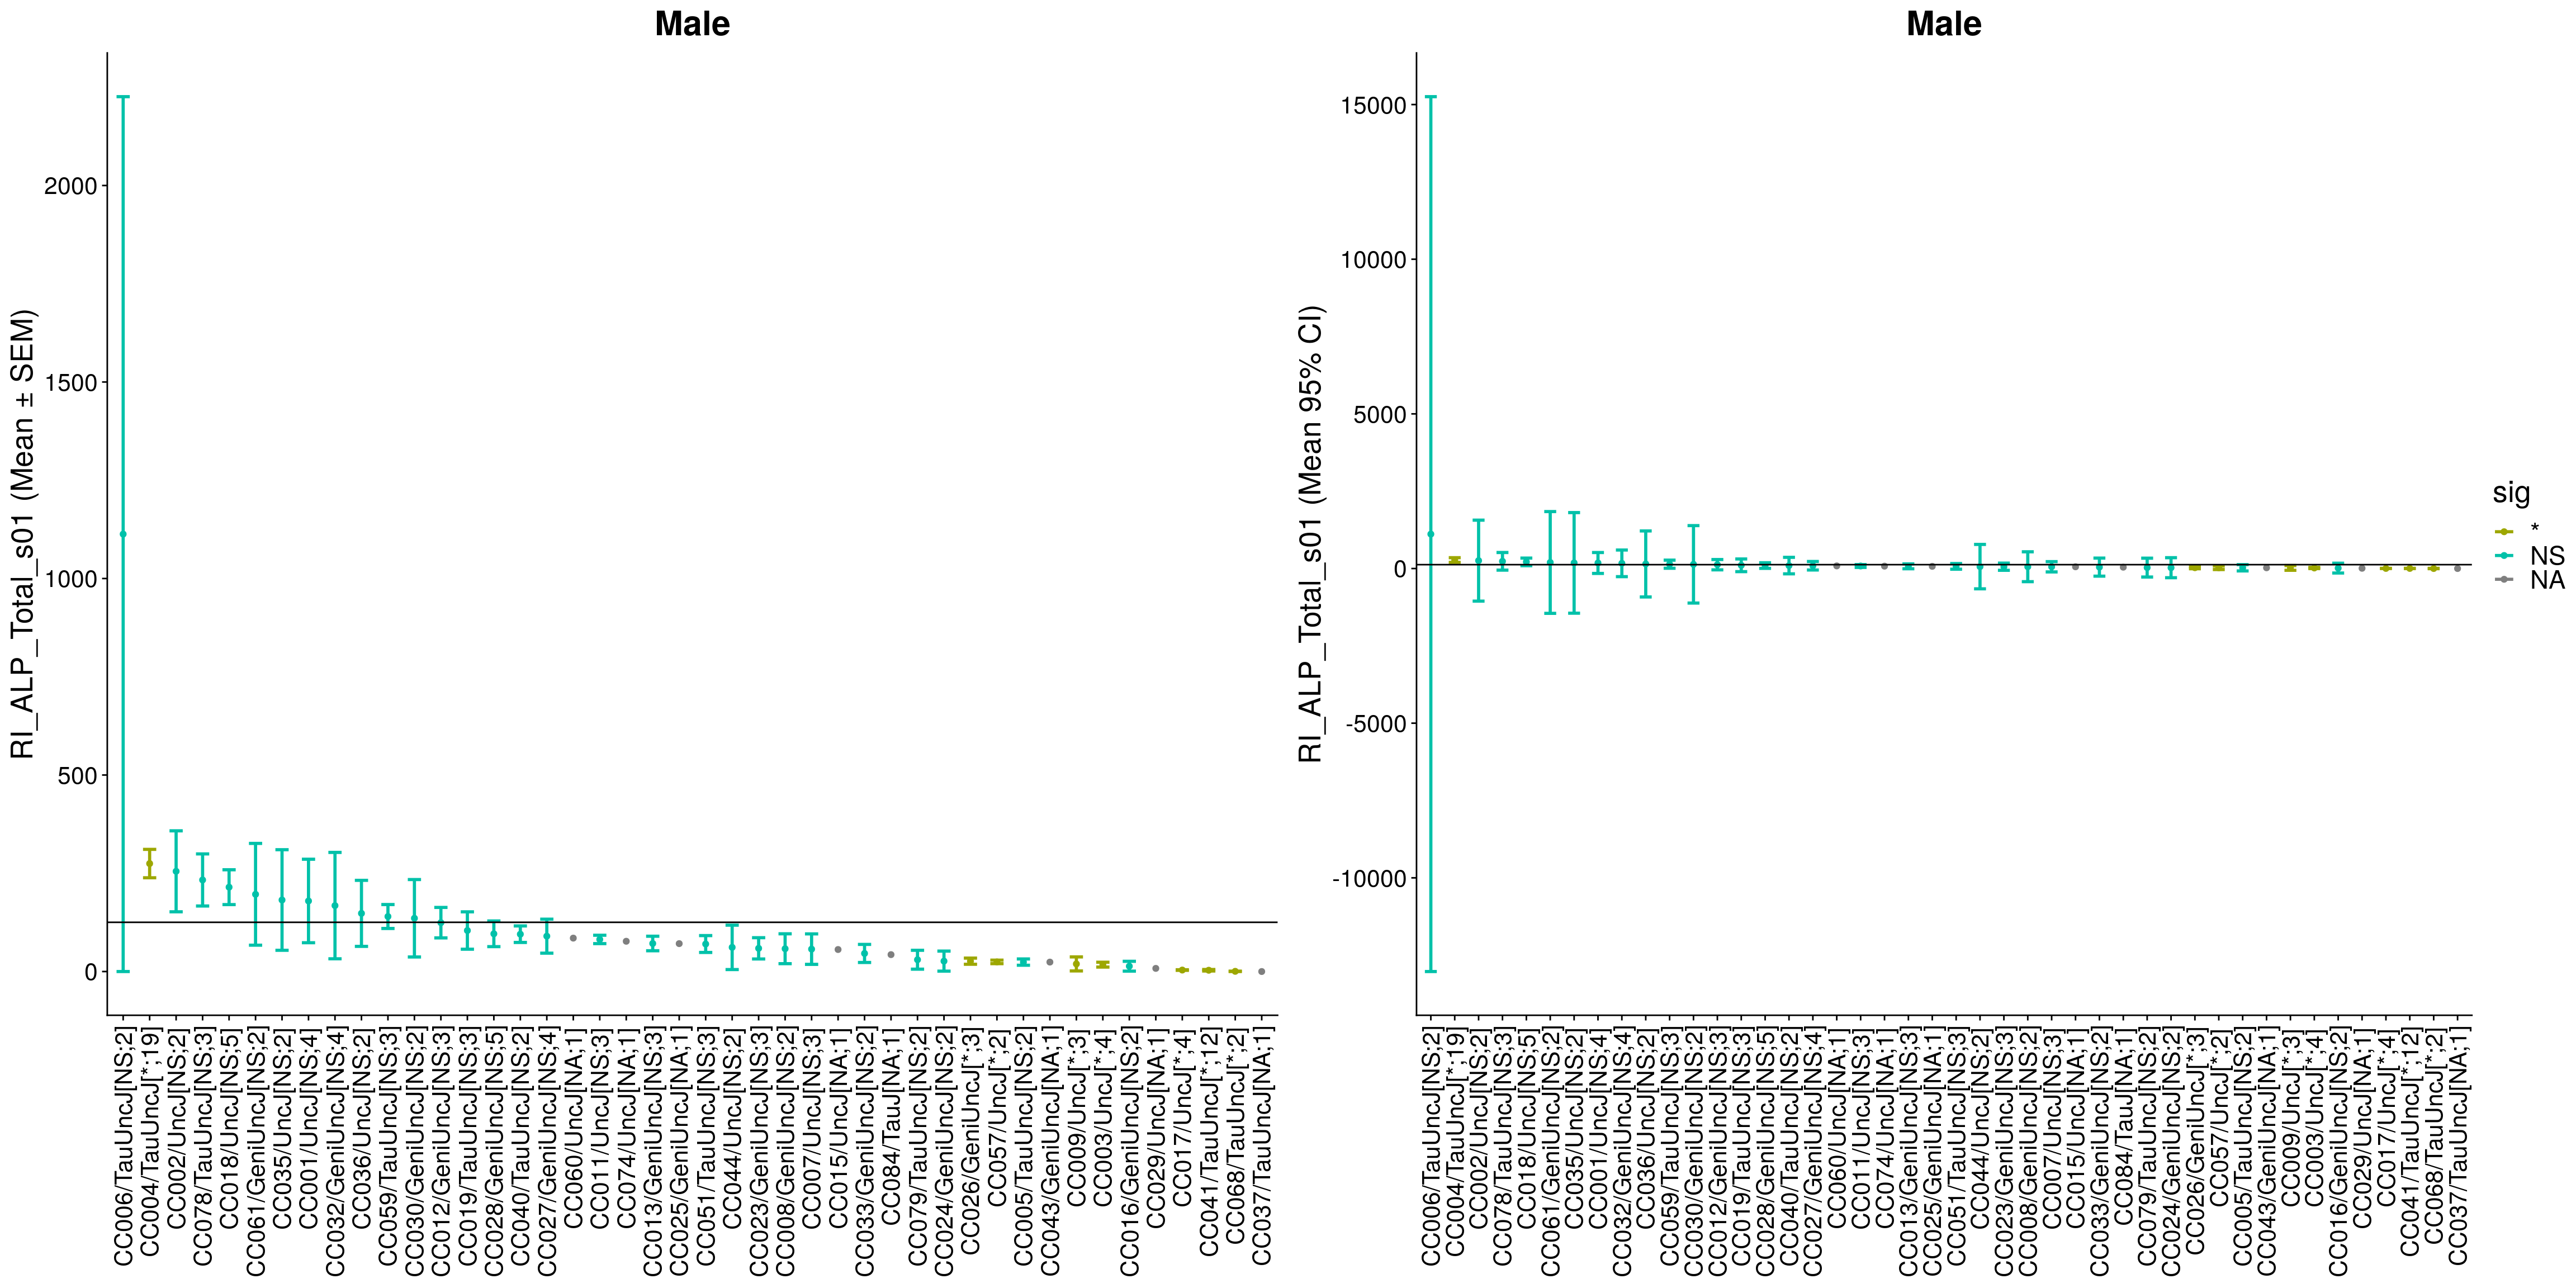 Male
RI_ALP_Total_s01 (Mean ± SEM)
2000
1500
1000
500
0
CC006/TauUncJ[NS;2]
CC004/TauUncJ[*;19]
CC002/UncJ[NS;2]
CC078/TauUncJ[NS;3]
CC018/UncJ[NS;5]
CC061/GeniUncJ[NS;2]
CC035/UncJ[NS;2]
CC001/UncJ[NS;4]
CC032/GeniUncJ[NS;4]
CC036/UncJ[NS;2]
CC059/TauUncJ[NS;3]
CC030/GeniUncJ[NS;2]
CC012/GeniUncJ[NS;3]
CC019/TauUncJ[NS;3]
CC028/GeniUncJ[NS;5]
CC040/TauUncJ[NS;2]
CC027/GeniUncJ[NS;4]
CC060/UncJ[NA;1]
CC011/UncJ[NS;3]
CC074/UncJ[NA;1]
CC013/GeniUncJ[NS;3]
CC025/GeniUncJ[NA;1]
CC051/TauUncJ[NS;3]
CC044/UncJ[NS;2]
CC023/GeniUncJ[NS;3]
CC008/GeniUncJ[NS;2]
CC007/UncJ[NS;3]
CC015/UncJ[NA;1]
CC033/GeniUncJ[NS;2]
CC084/TauJ[NA;1]
CC079/TauUncJ[NS;2]
CC024/GeniUncJ[NS;2]
CC026/GeniUncJ[*;3]
CC057/UncJ[*;2]
CC005/TauUncJ[NS;2]
CC043/GeniUncJ[NA;1]
CC009/UncJ[*;3]
CC003/UncJ[*;4]
CC016/GeniUncJ[NS;2]
CC029/UncJ[NA;1]
CC017/UncJ[*;4]
CC041/TauUncJ[*;12]
CC068/TauUncJ[*;2]
CC037/TauUncJ[NA;1]
Male
RI_ALP_Total_s01 (Mean 95% CI)
15000
10000
5000
0
-5000
-10000
CC006/TauUncJ[NS;2]
CC004/TauUncJ[*;19]
CC002/UncJ[NS;2]
CC078/TauUncJ[NS;3]
CC018/UncJ[NS;5]
CC061/GeniUncJ[NS;2]
CC035/UncJ[NS;2]
CC001/UncJ[NS;4]
CC032/GeniUncJ[NS;4]
CC036/UncJ[NS;2]
CC059/TauUncJ[NS;3]
CC030/GeniUncJ[NS;2]
CC012/GeniUncJ[NS;3]
CC019/TauUncJ[NS;3]
CC028/GeniUncJ[NS;5]
CC040/TauUncJ[NS;2]
CC027/GeniUncJ[NS;4]
CC060/UncJ[NA;1]
CC011/UncJ[NS;3]
CC074/UncJ[NA;1]
CC013/GeniUncJ[NS;3]
CC025/GeniUncJ[NA;1]
CC051/TauUncJ[NS;3]
CC044/UncJ[NS;2]
CC023/GeniUncJ[NS;3]
CC008/GeniUncJ[NS;2]
CC007/UncJ[NS;3]
CC015/UncJ[NA;1]
CC033/GeniUncJ[NS;2]
CC084/TauJ[NA;1]
CC079/TauUncJ[NS;2]
CC024/GeniUncJ[NS;2]
CC026/GeniUncJ[*;3]
CC057/UncJ[*;2]
CC005/TauUncJ[NS;2]
CC043/GeniUncJ[NA;1]
CC009/UncJ[*;3]
CC003/UncJ[*;4]
CC016/GeniUncJ[NS;2]
CC029/UncJ[NA;1]
CC017/UncJ[*;4]
CC041/TauUncJ[*;12]
CC068/TauUncJ[*;2]
CC037/TauUncJ[NA;1]
sig
*
NS
NA